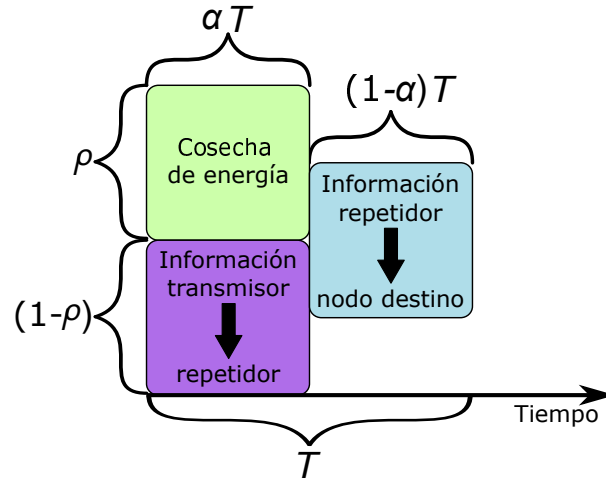 αT
(1-α)T
ρ
Cosecha
de energía
Información
repetidor
nodo destino
(1-ρ)
Información
transmisor
repetidor
Tiempo
T